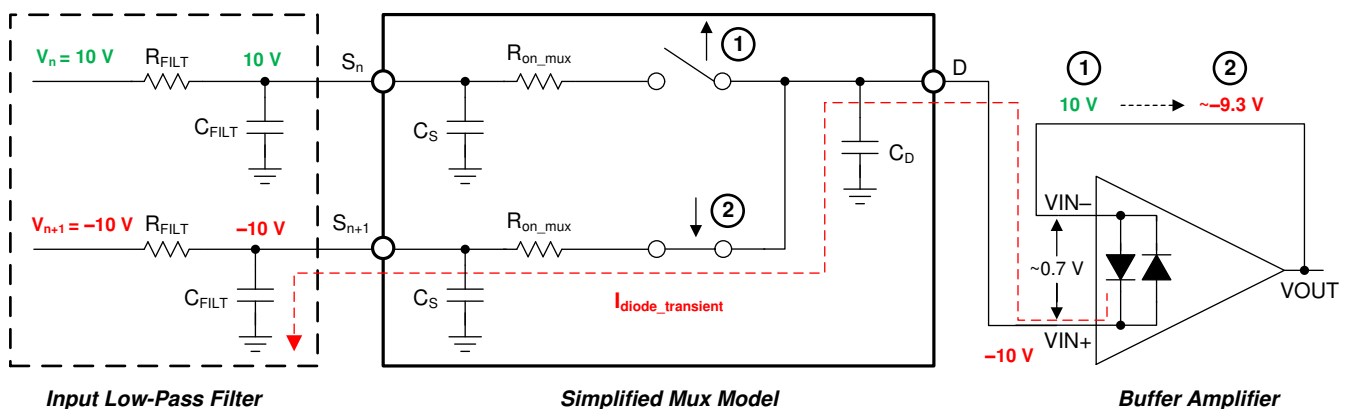 Vn = 10 V
RFILT
10 V
Sn
Ron_mux
1
D
1
2
10 V
~–9.3 V
CFILT
CS
CD
Vn+1 = –10 V
RFILT
–10 V
Sn+1
Ron_mux
2
VIN–
~0.7 V
VOUT
CFILT
CS
Idiode_transient
VIN+
–10 V
Input Low-Pass Filter
Simplified Mux Model
Buffer Amplifier